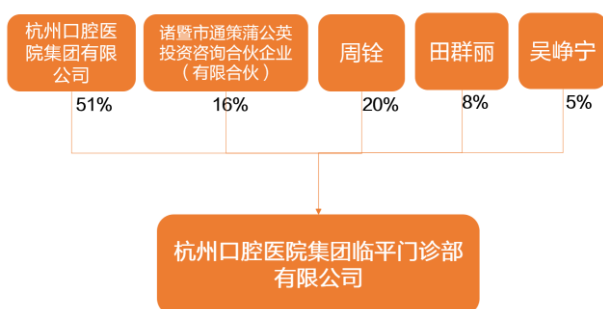 杭州口腔医
院集团有限
公司
诸暨市通策蒲公英
投资咨询合伙企业
（有限合伙）
周铨
田群丽
吴峥宁
51%
16%
20%
8%
5%
杭州口腔医院集团临平门诊部
有限公司